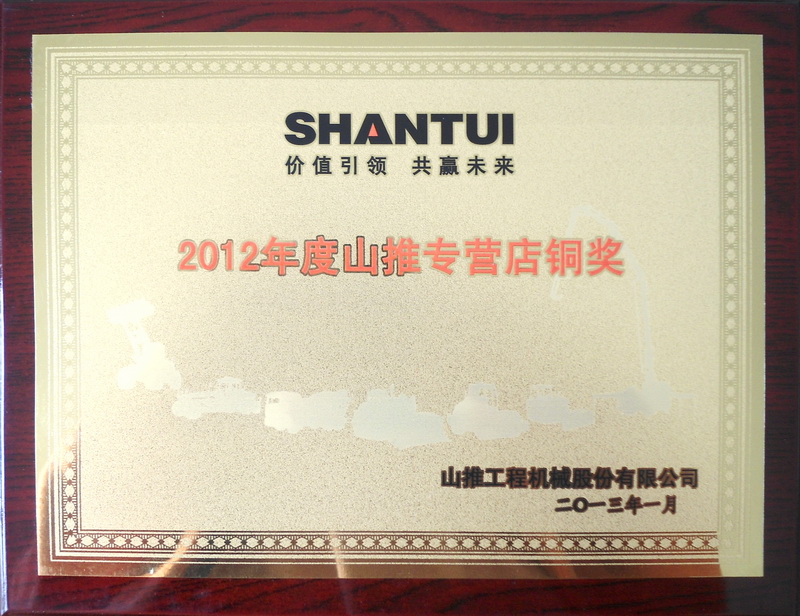 SHANTUI
价值引领 共赢未来
2012年度山推专营店铜奖
山推工程机械股份有限公司
二〇一三年一月